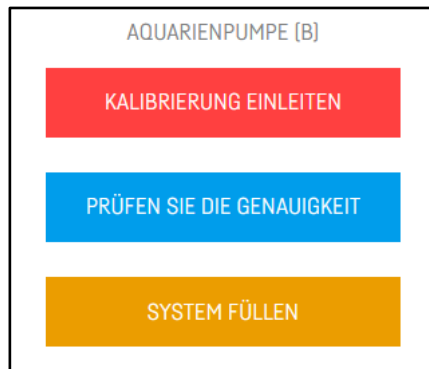 AQUARIENPUMPE (B)
KALIBRIERUNG EINLEITEN
PRÜFEN SIE DIE GENAUIGKEIT
SYSTEM FÜLLEN